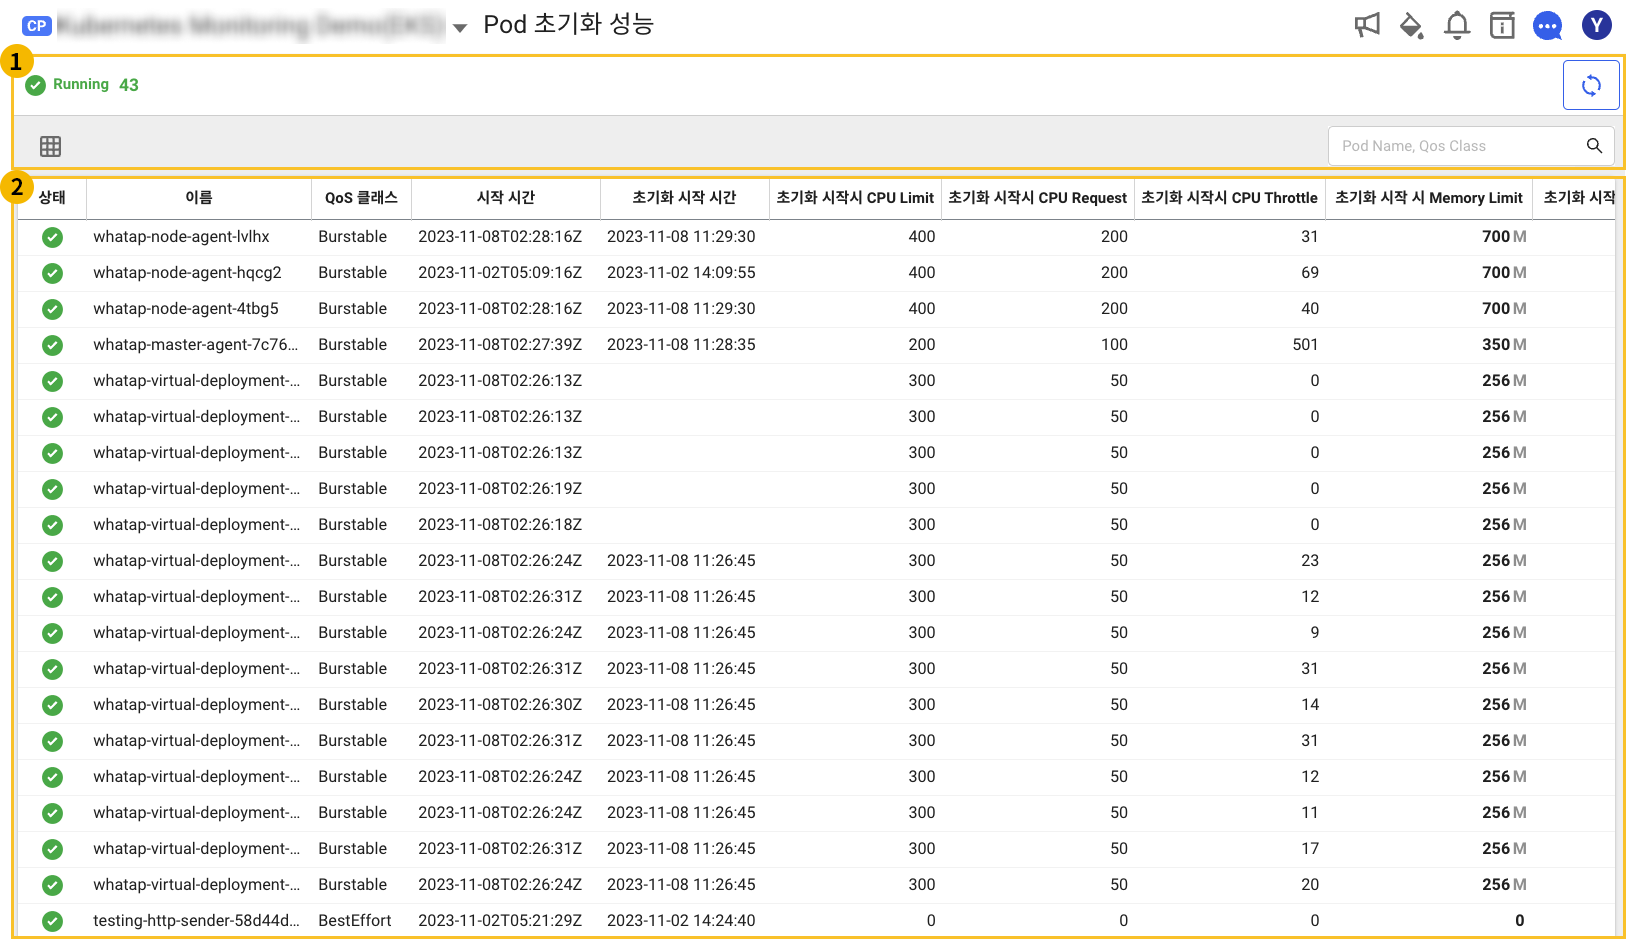 CP Pod 초기화 성능 Y
1
Running 43
Pod Name, Qos Class
2
상태 이름 QoS 클래스 시작 시간 초기화 시작 시간 초기화 시작시 CPU Limit 초기화 시작시 CPU Request 초기화 시작시 CPU Throttle 초기화 시작 시 Memory Limit 초기화 시작
whatap-node-agent-lvlhx Burstable 2023-11-08T02:28:16Z 2023-11-08 11:29:30 400 200 31 700 M
whatap-node-agent-hqcg2 Burstable 2023-11-02T05:09:16Z 2023-11-02 14:09:55 400 200 69 700 M
whatap-node-agent-4tbg5 Burstable 2023-11-08T02:28:16Z 2023-11-08 11:29:30 400 200 40 700 M
whatap-master-agent-7c76... Burstable 2023-11-08T02:27:39Z 2023-11-08 11:28:35 200 100 501 350 M
whatap-virtual-deployment-... Burstable 2023-11-08T02:26:13Z 300 50 0 256 M
whatap-virtual-deployment-... Burstable 2023-11-08T02:26:13Z 300 50 0 256 M
whatap-virtual-deployment-... Burstable 2023-11-08T02:26:13Z 300 50 0 256 M
whatap-virtual-deployment-... Burstable 2023-11-08T02:26:19Z 300 50 0 256 M
whatap-virtual-deployment-... Burstable 2023-11-08T02:26:18Z 300 50 0 256 M
whatap-virtual-deployment-... Burstable 2023-11-08T02:26:24Z 2023-11-08 11:26:45 300 50 23 256 M
whatap-virtual-deployment-... Burstable 2023-11-08T02:26:31Z 2023-11-08 11:26:45 300 50 12 256 M
whatap-virtual-deployment-... Burstable 2023-11-08T02:26:24Z 2023-11-08 11:26:45 300 50 9 256 M
whatap-virtual-deployment-... Burstable 2023-11-08T02:26:31Z 2023-11-08 11:26:45 300 50 31 256 M
whatap-virtual-deployment-... Burstable 2023-11-08T02:26:30Z 2023-11-08 11:26:45 300 50 14 256 M
whatap-virtual-deployment-... Burstable 2023-11-08T02:26:31Z 2023-11-08 11:26:45 300 50 31 256 M
whatap-virtual-deployment-... Burstable 2023-11-08T02:26:24Z 2023-11-08 11:26:45 300 50 12 256 M
whatap-virtual-deployment-... Burstable 2023-11-08T02:26:24Z 2023-11-08 11:26:45 300 50 11 256 M
whatap-virtual-deployment-... Burstable 2023-11-08T02:26:31Z 2023-11-08 11:26:45 300 50 17 256 M
whatap-virtual-deployment-... Burstable 2023-11-08T02:26:24Z 2023-11-08 11:26:45 300 50 20 256 M
testing-http-sender-58d44d... BestEffort 2023-11-02T05:21:29Z 2023-11-02 14:24:40 0 0 0 0